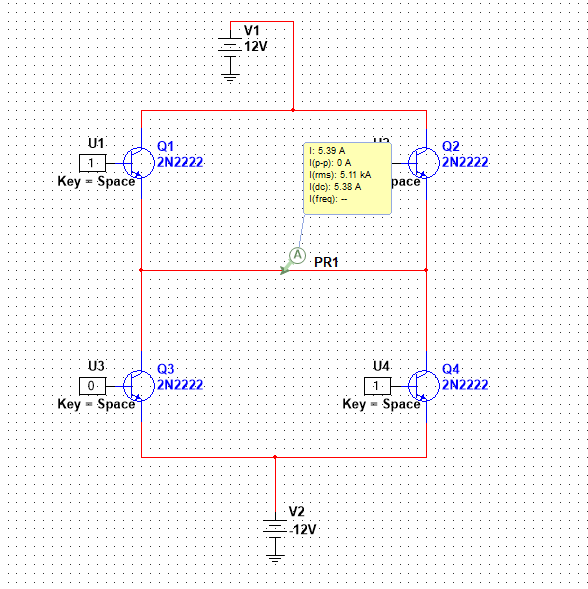 V1
12V
U1
1
Key = Space
Q1
2N2222
U2
pace
Q2
2N2222
I: 5.39 A
I(p-p): 0 A
I(rms): 5.11 kA
I(dc): 5.38 A
I(freq): --
A
PR1
U3
0
Key = Space
Q3
2N2222
U4
1
Key = Space
Q4
2N2222
V2
-12V